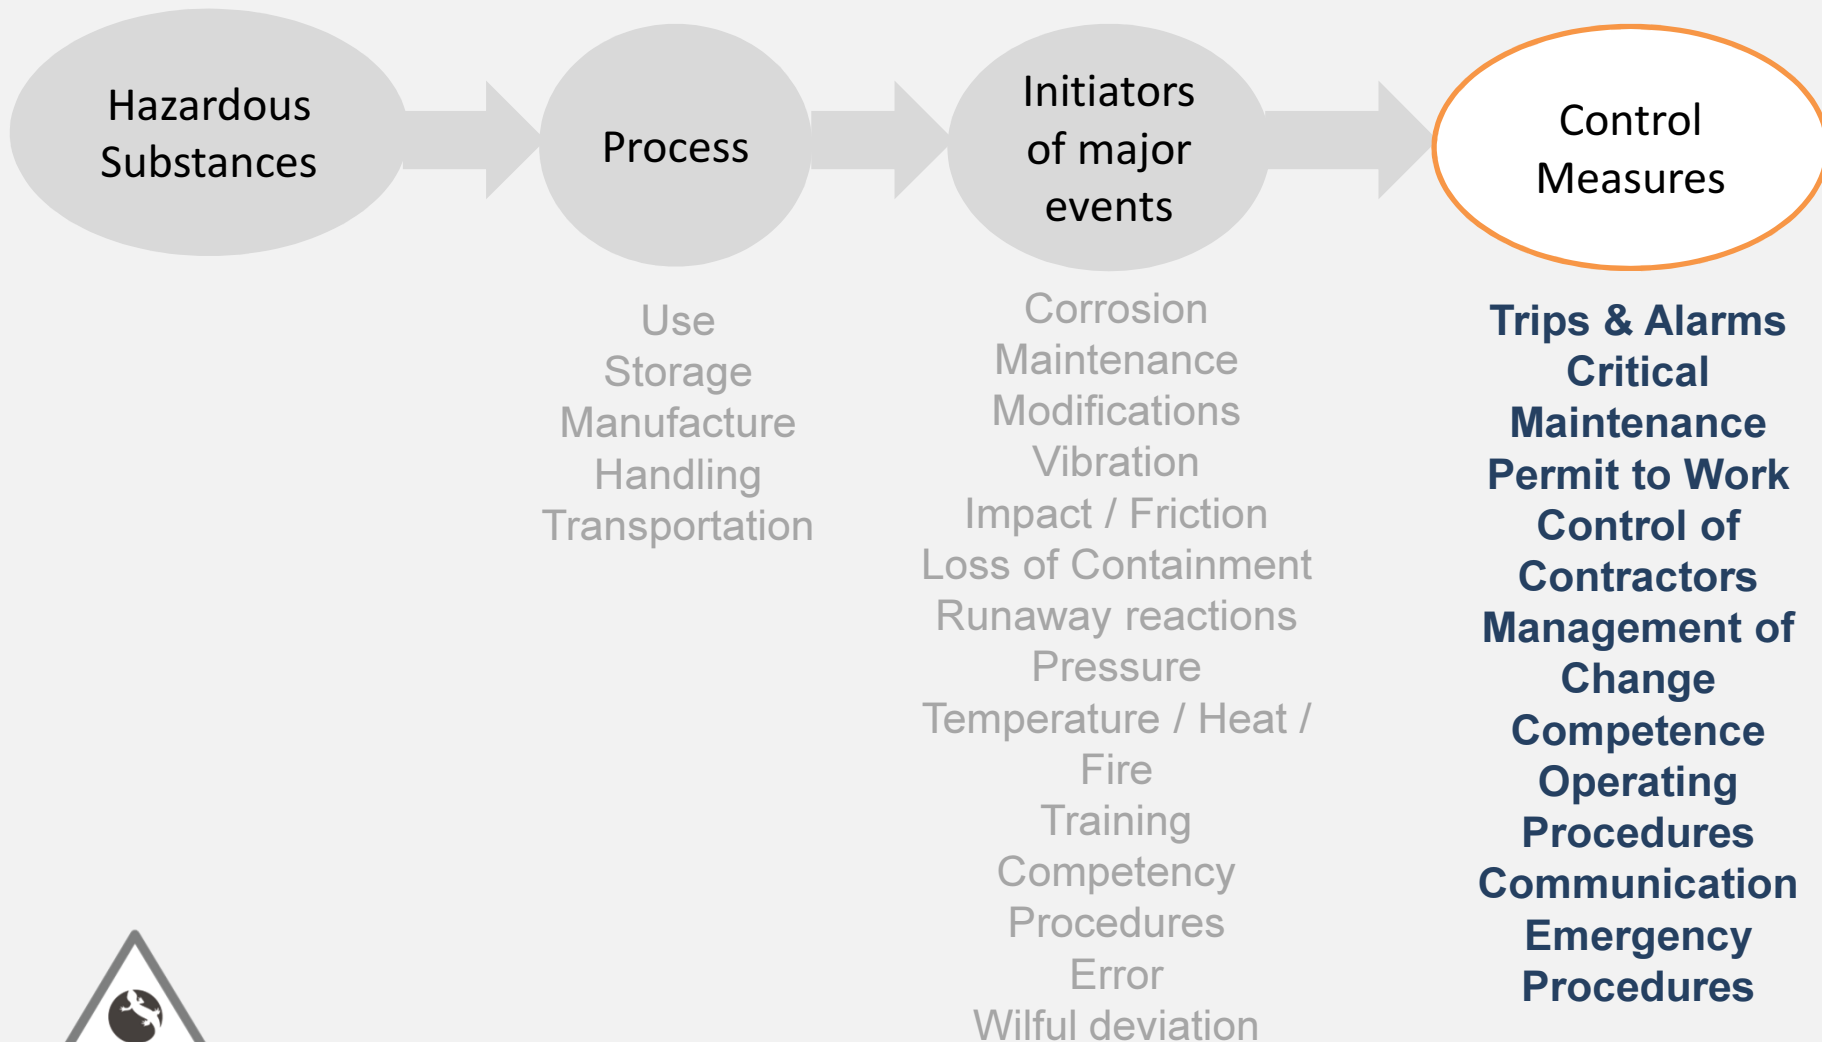 Hazardous
Substances
Process
Initiators
of major
events
Control
Measures
Use
Storage
Manufacture
Handling
Transportation
Corrosion
Maintenance
Modifications
Vibration
Impact / Friction
Loss of Containment
Runaway reactions
Pressure
Temperature / Heat /
Fire
Training
Competency
Procedures
Error
Wilful deviation
Trips & Alarms
Critical
Maintenance
Permit to Work
Control of
Contractors
Management of
Change
Competence
Operating
Procedures
Communication
Emergency
Procedures